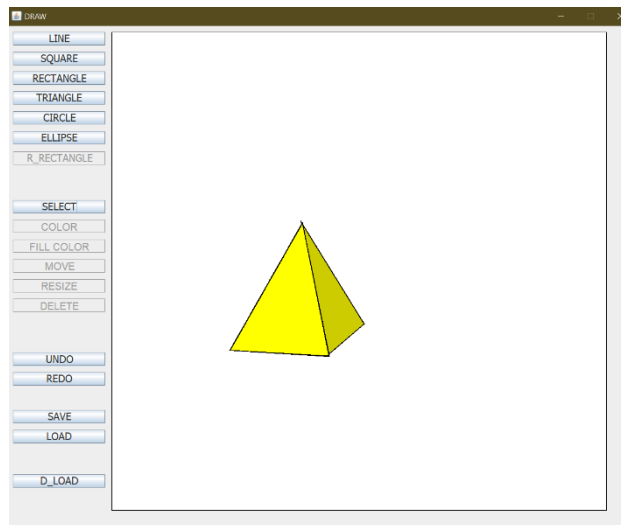 DRAW
LINE
SQUARE
RECTANGLE
TRIANGLE
CIRCLE
ELLIPSE
R_RECTANGLE
SELECT
COLOR
FILL COLOR
MOVE
RESIZE
DELETE
UNDO
REDO
SAVE
LOAD
D_LOAD